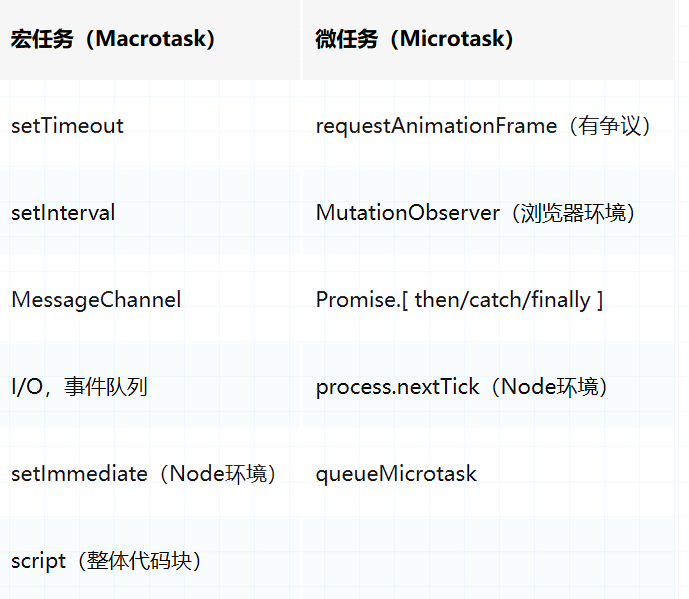 宏任务（Macrotask） 微任务（Microtask）
setTimeout requestAnimationFrame（有争议）
setInterval MutationObserver（浏览器环境）
MessageChannel Promise.[ then/catch/finally ]
I/O，事件队列 process.nextTick（Node环境）
setImmediate（Node环境） queueMicrotask
script（整体代码块）